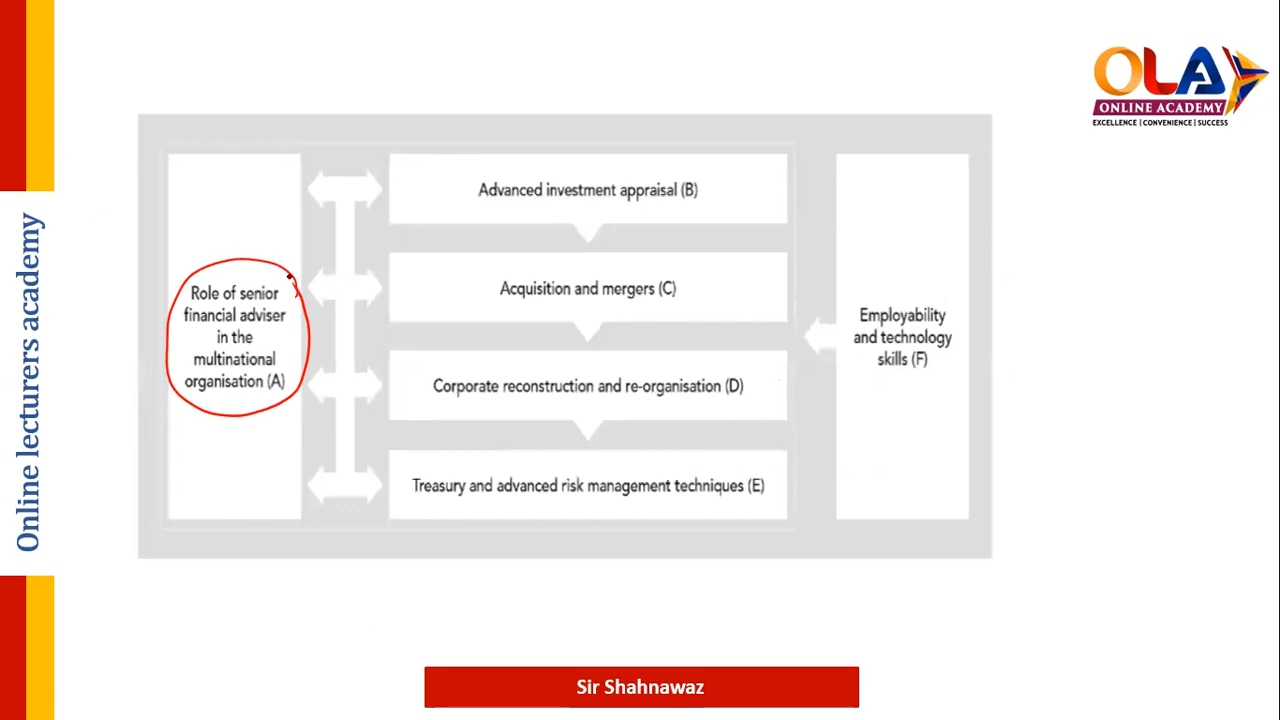 OLA
ONLINE ACADEMY
EXCELLENCE | CONVENIENCE | SUCCESS
Online lecturers academy
Role of senior
financial adviser
in the
multinational
organisation (A)
Advanced investment appraisal (B)
Acquisition and mergers (C)
Corporate reconstruction and re-organisation (D)
Treasury and advanced risk management techniques (E)
Employability
and technology
skills (F)
Sir Shahnawaz